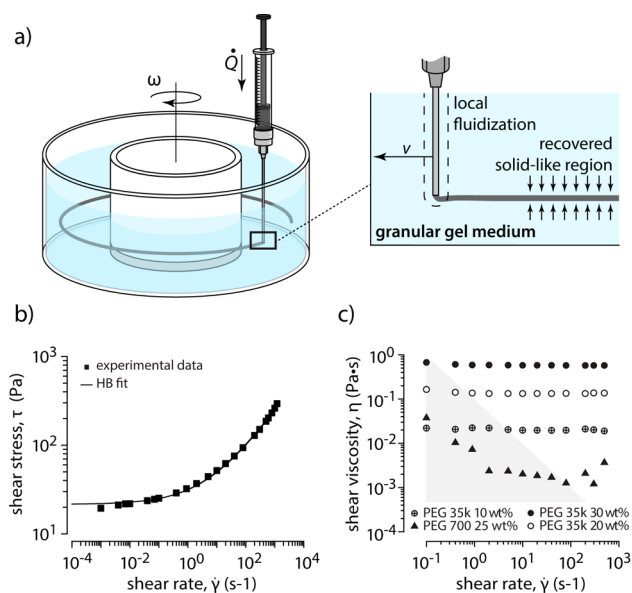 a)
ω
Q̇
v
local
fluidization
recovered
solid-like region
granular gel medium
b)
shear stress, τ (Pa)
10³
10²
10¹
■ experimental data
— HB fit
10⁻⁴ 10⁻² 10⁰ 10² 10⁴
shear rate, γ̇ (s-1)
c)
shear viscosity, η (Pa•s)
10⁰
10⁻¹
10⁻²
10⁻³
10⁻⁴
⊕ PEG 35k 10 wt% ● PEG 35k 30 wt%
▲ PEG 700 25 wt% ○ PEG 35k 20 wt%
10⁻¹ 10⁰ 10¹ 10² 10³
shear rate, γ̇ (s-1)